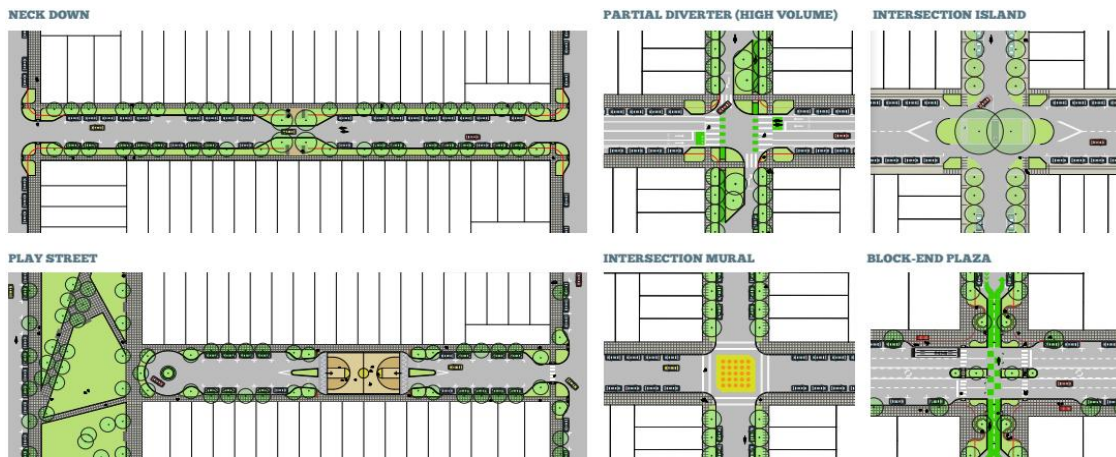 NECK DOWN
PARTIAL DIVERTER (HIGH VOLUME)
INTERSECTION ISLAND
PLAY STREET
INTERSECTION MURAL
BLOCK-END PLAZA